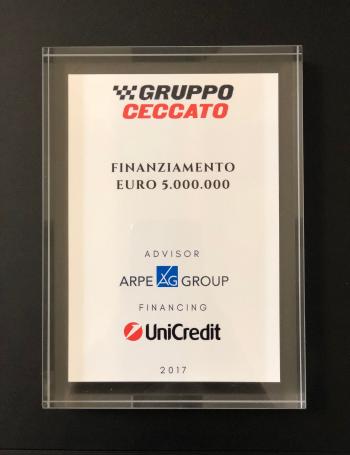 GRUPPO
CECCATO
FINANZIAMENTO
EURO 5.000.000
ADVISOR
ARPE AG GROUP
FINANCING
UniCredit
2017